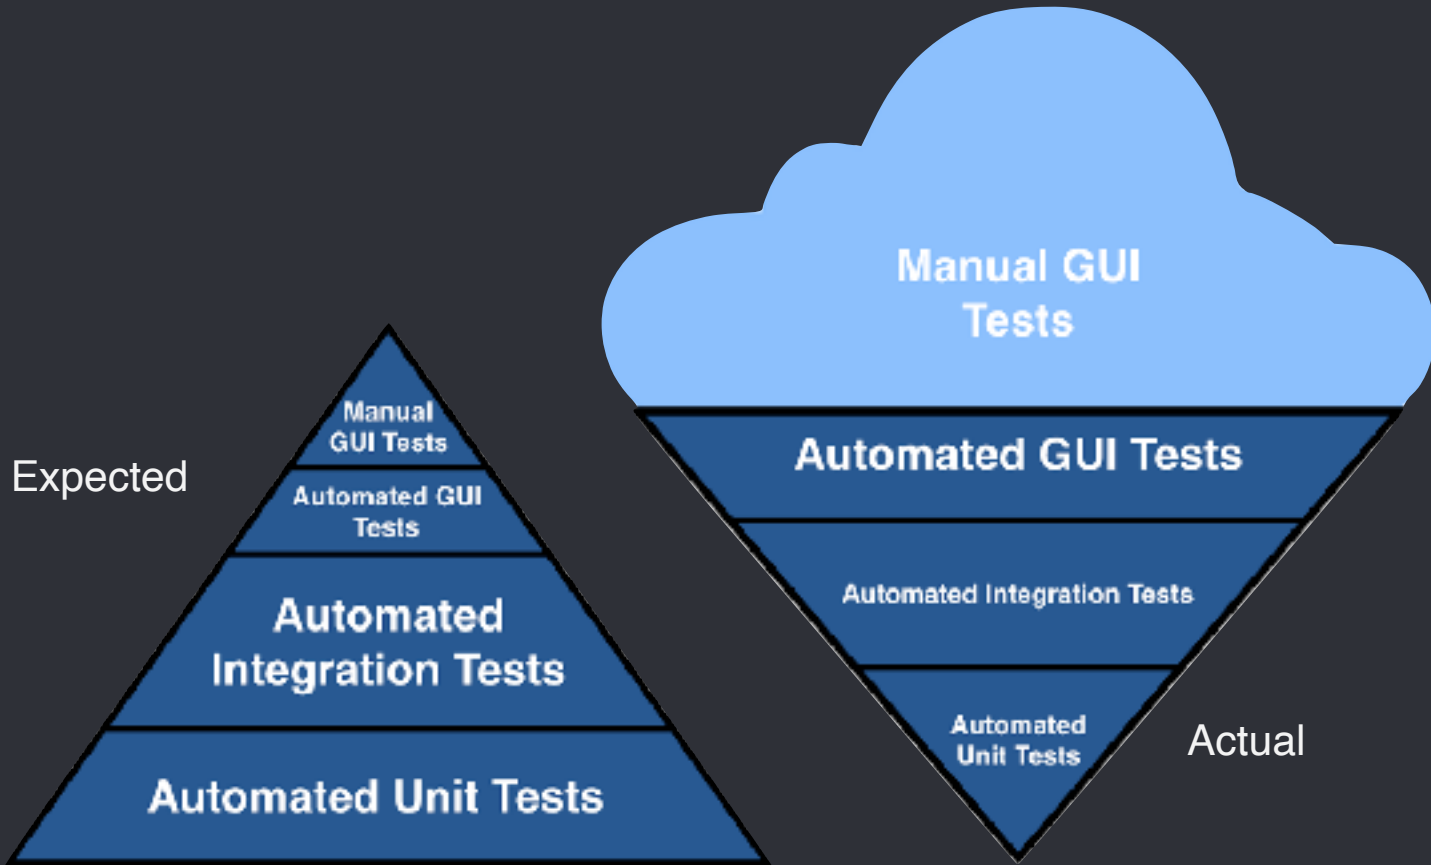 Expected
Manual
GUI Tests
Automated GUI
Tests
Automated
Integration Tests
Automated Unit Tests
Manual GUI
Tests
Automated GUI Tests
Automated Integration Tests
Automated
Unit Tests
Actual